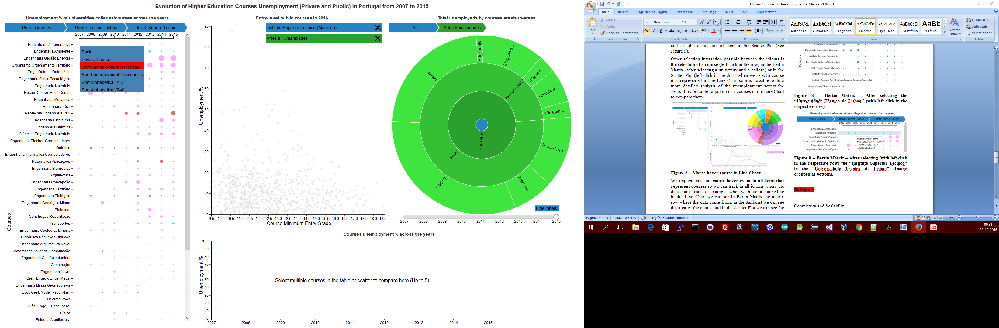 Evolution of Higher Education Courses Unemployment (Private and Public) in Portugal from 2007 to 2015
Unemployment % of universities/colleges/courses across the years
Public Courses
Univer. Técnic. Lisboa.
Instit. Superi. Técnic.
2007 2008 2009 2010 2011 2012 2013 2014 2015
Back
Private Courses
Sort Unemployment Ascending
Sort Unemployment Descending
Sort Alphabetical [A-Z]
Sort Alphabetical [Z-A]
Courses
Engenharia Aeroespacial
Engenharia Ambiente
Engenharia Gestão Energia
Urbanismo Ordenamento Território
Enge. Quím. -. Quím. Apli.
Engenharia Física Tecnológica
Engenharia Materiais
Recup. Conse. Patri. Const.
Engenharia Mecânica
Engenharia Civil
Geotecnia Engenharia Civil
Engenharia Estruturas
Engenharia Química
Ciências Engenharia Materiais
Engenharia Electrot. Computadores
Química
Engenharia Informática Computadores
Matemática Aplicações
Engenharia Biomédica
Arquitectura
Engenharia Concepção
Engenharia Território
Engenharia Biológica
Engenharia Geológica Minas
Biotecno.
Construção Reabilitação
Transportes
Engenharia Geológica Mineira
Hidráulica Recursos Hídricos
Engenharia Arquitectura Naval
Matemática Aplicada Computação
Engenharia Gestão Industrial
Construção
Engenharia Naval
Ciên. Enge. -. Enge. Mecâ.
Engenharia Minas Georrecursos
Ecol. Gest. Mode. Recu. Mari.
Georrecursos
Ciên. Enge. -. Enge. Aero.
Física
Estudos Arquitectura
Entry-level public courses in 2016
Instituto Superior Técnico (Alameda)
Artes e Humanidades
Unemployment %
90
80
70
60
50
40
30
20
10
0
9.5 10.0 10.5 11.0 11.5 12.0 12.5 13.0 13.5 14.0 14.5 15.0 15.5 16.0 16.5 17.0 17.5 18.0 18.5
Course Minimum Entry Grade
Total unemployeds by courses area/sub-areas
All
Artes Humanidades
Artesanato
Línguas e...
Língua e...
História e...
Filosofia...
Humanidades
Design
Artes e...
Artes
Belas-Artes
Artes do...
Áudio-...
Hide labels
2007 2008 2009 2010 2011 2012 2013 2014 2015
Courses unemployment % across the years
Unemployment %
100
90
80
70
60
50
40
30
20
10
0
Select multiple courses in the table or scatter to compare here (Up to 5)
2007 2008 2009 2010 2011 2012 2013 2014 2015
Higher Courses & Unemployment - Microsoft Word
Base Inserir Esquema de Página Referências Mailings Rever Ver Suplementos
Colar
Cortar
Copiar
Pincel de Formatação
Área de Transferência
Times New Roman 10
Tipo de Letra
Parágrafo
AaBbCcI AaBbCc AaBbCcDd AaBbCcDc AaBbCcDdI AaBbCcD AaBb
Author Af... Author Na... ¶ Legenda ¶ Normal Style Desc... ¶ Subtítulo ¶ Título
Alterar Estilos
Estilos
Localizar
Substituir
Seleccionar
Editar
and see the disposition of them in the Scatter Plot (See
Figure 5).
Other selection interaction possible between the idioms is
the selection of a course (left click in the row) in the Bertin
Matrix (after selecting a university and a college) or in the
Scatter Plot (left click in the dot). When we select a course
it is represented in the Line Chart so it is possible to do a
more detailed analysis of the unemployment across the
years. It is possible to put up to 5 courses in the Line Chart
to compare them.
Figure 6 – Mouse hover course in Line Chart
We implemented on mouse hover event in all items that
represent courses so we can track in all idioms where the
data come from for example: when we hover a course line
in the Line Chart we can see in Bertin Matrix the matrix
row where the data come from, in the Sunburst we can see
the area of the course and in the Scatter Plot we can see the
Colleges
Faculdade Motricidade Humana
Instituto Superior Agronomia
Faculdade Medicina Veterinária
Insti. Super. Econo. Gestã.
Instituto Superior Técnico
Instituto Superior Téc
Instituto Superior Técnico (Alameda)
Universidade Técnica Lisboa
Figure 8 – Bertin Matrix – After selecting the
“Universidade Técnica de Lisboa” (with left click in the
respective row)
Unemployment % of universities/colleges/courses across the years
Public Courses
Univer. Técnic. Lisboa.
Instit. Superi. Técnic.
2007 2008 2009 2010 2011 2012 2013 2014 2015
Engenharia Aeroespacial
Engenharia Ambiente
Engenharia Gestão Energia
Urbanismo Ordenamento Território
Enge. Quím. -. Quím. Apli.
Engenharia Física Tecnológica
Degree Level: Master's
Unemployment %: 14.29%
Total Unemployeds: 3
Total Graduates: 21
Figure 9 – Bertin Matrix – After selecting (with left click
in the respective row) the “Instituto Superior Técnico”
in the “Universidade Técnica de Lisboa” (Image
cropped at bottom).
Rationale
Complexity and Scalability…
Página: 4 de 5 Palavras: 3.143 Inglês (Estados Unidos) 116%
00:21
22-12-2016